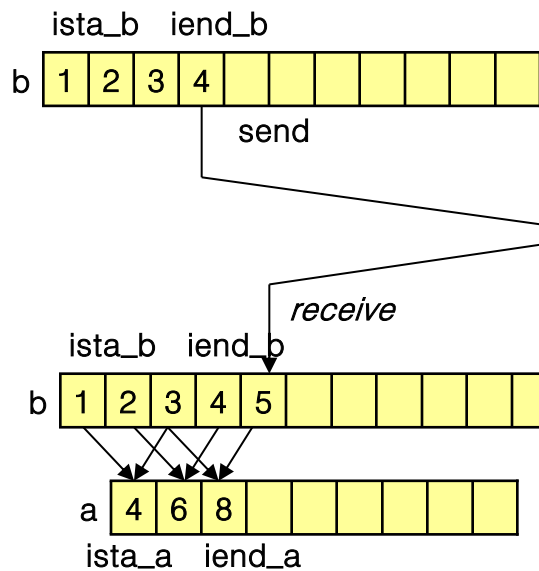 ista_b iend_b
b 1 2 3 4
send
receive
ista_b iend_b
b 1 2 3 4 5
a 4 6 8
ista_a iend_a